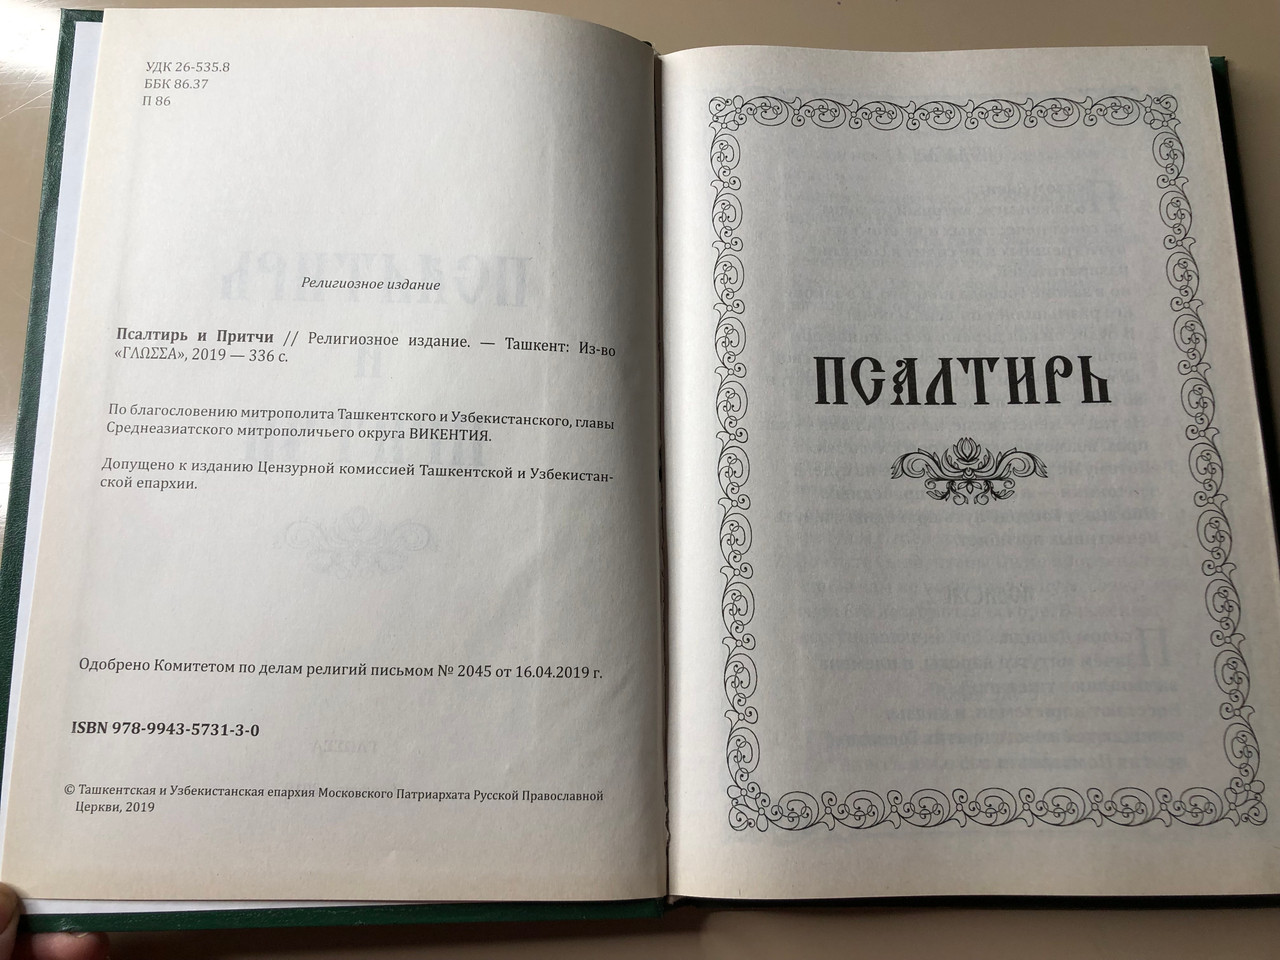 УДК 26-535.8
ББК 86.37
П 86
Религиозное издание
Псалтирь и Притчи // Религиозное издание. — Ташкент: Из-во
«ГΛΩΣΣΑ», 2019 — 336 с.
По благословению митрополита Ташкентского и Узбекистанского, главы
Среднеазиатского митрополичьего округа ВИКЕНТИЯ.
Допущено к изданию Цензурной комиссией Ташкентской и Узбекистан-
ской епархии.
Одобрено Комитетом по делам религий письмом № 2045 от 16.04.2019 г.
ISBN 978-9943-5731-3-0
© Ташкентская и Узбекистанская епархия Московского Патриархата Русской Православной
Церкви, 2019
ПСАЛТИРЬ